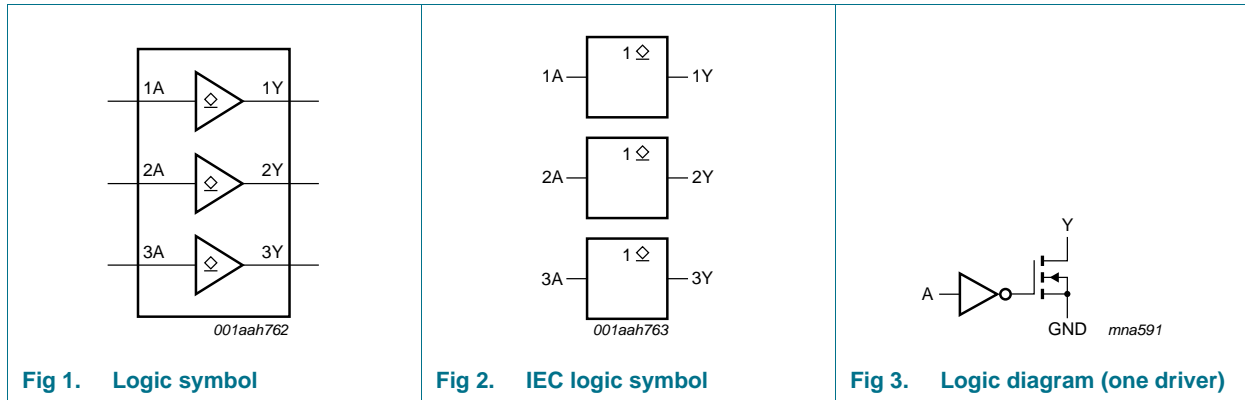 1A 1Y
2A 2Y
3A 3Y
001aah762
Fig 1. Logic symbol
1
1A 1Y
1
2A 2Y
1
3A 3Y
001aah763
Fig 2. IEC logic symbol
Y
A
GND mna591
Fig 3. Logic diagram (one driver)